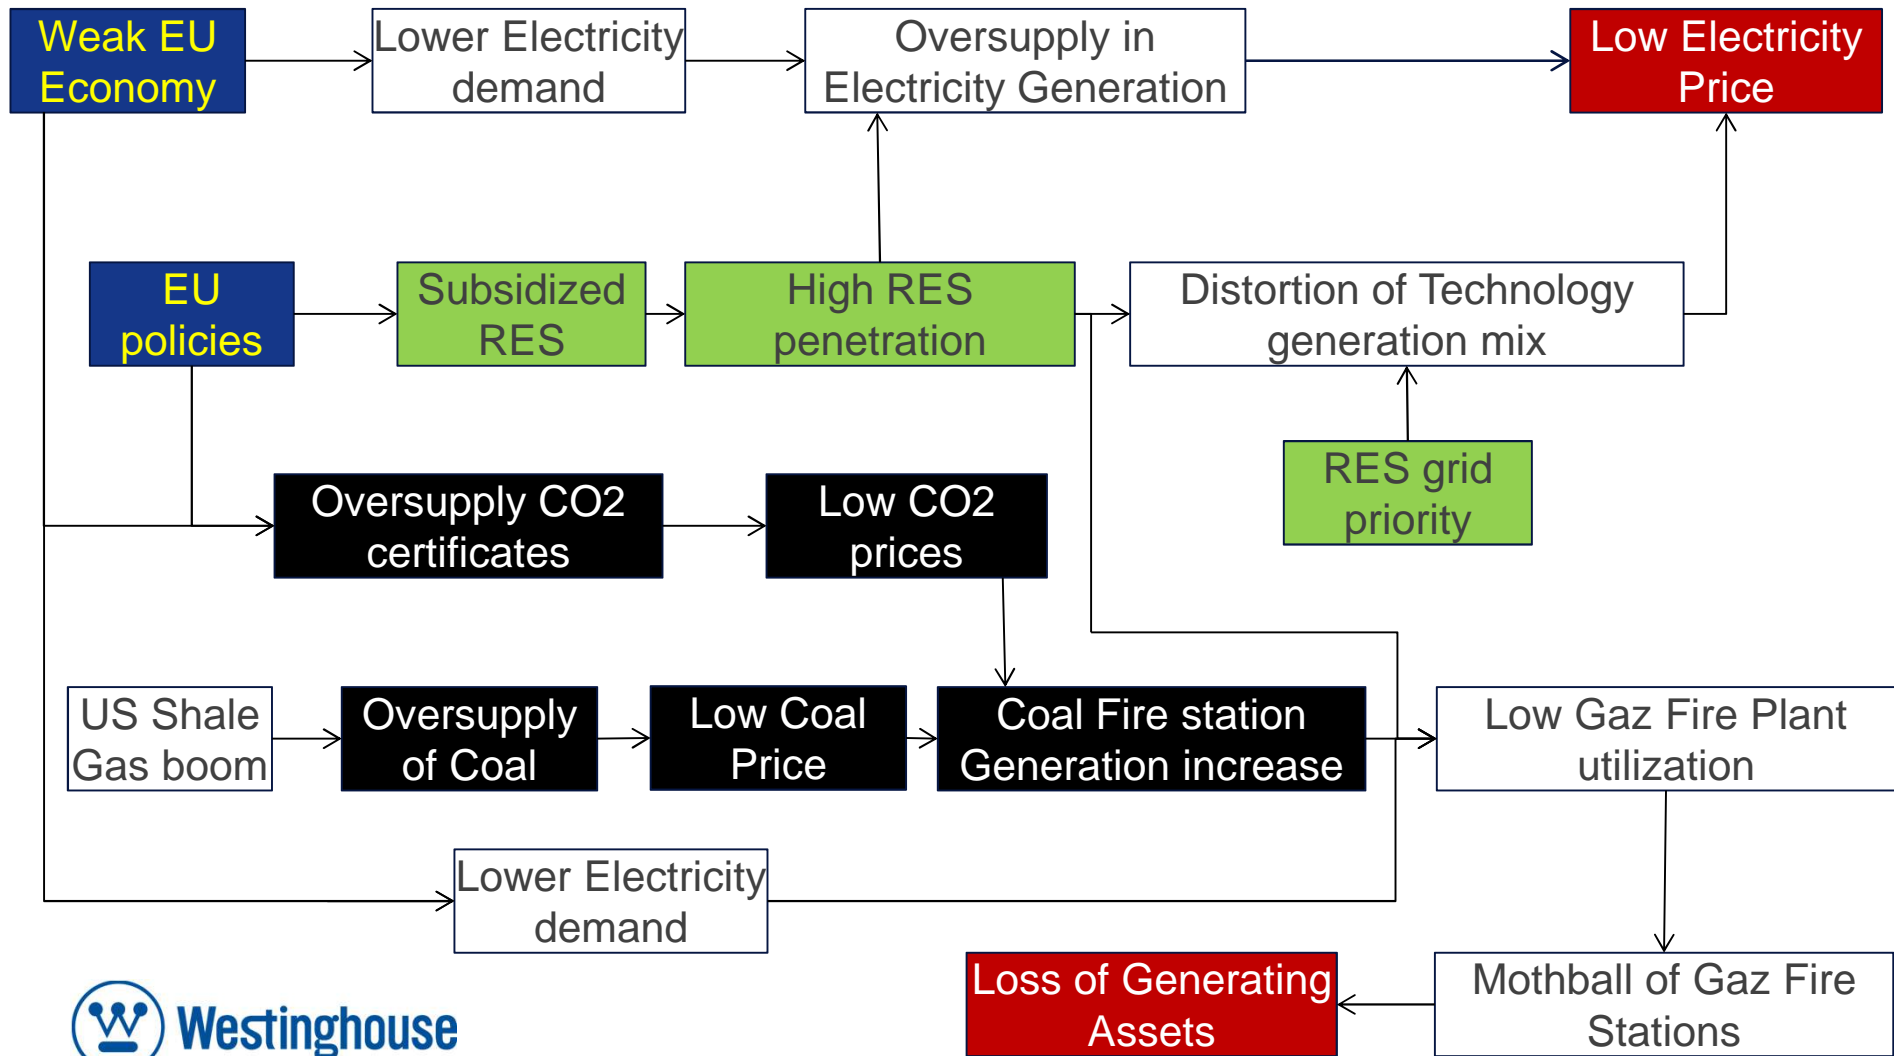 Weak EU
Economy
Lower Electricity
demand
Oversupply in
Electricity Generation
Low Electricity
Price
EU
policies
Subsidized
RES
High RES
penetration
Distortion of Technology
generation mix
RES grid
priority
Oversupply CO2
certificates
Low CO2
prices
US Shale
Gas boom
Oversupply
of Coal
Low Coal
Price
Coal Fire station
Generation increase
Low Gaz Fire Plant
utilization
Lower Electricity
demand
Loss of Generating
Assets
Mothball of Gaz Fire
Stations
W Westinghouse